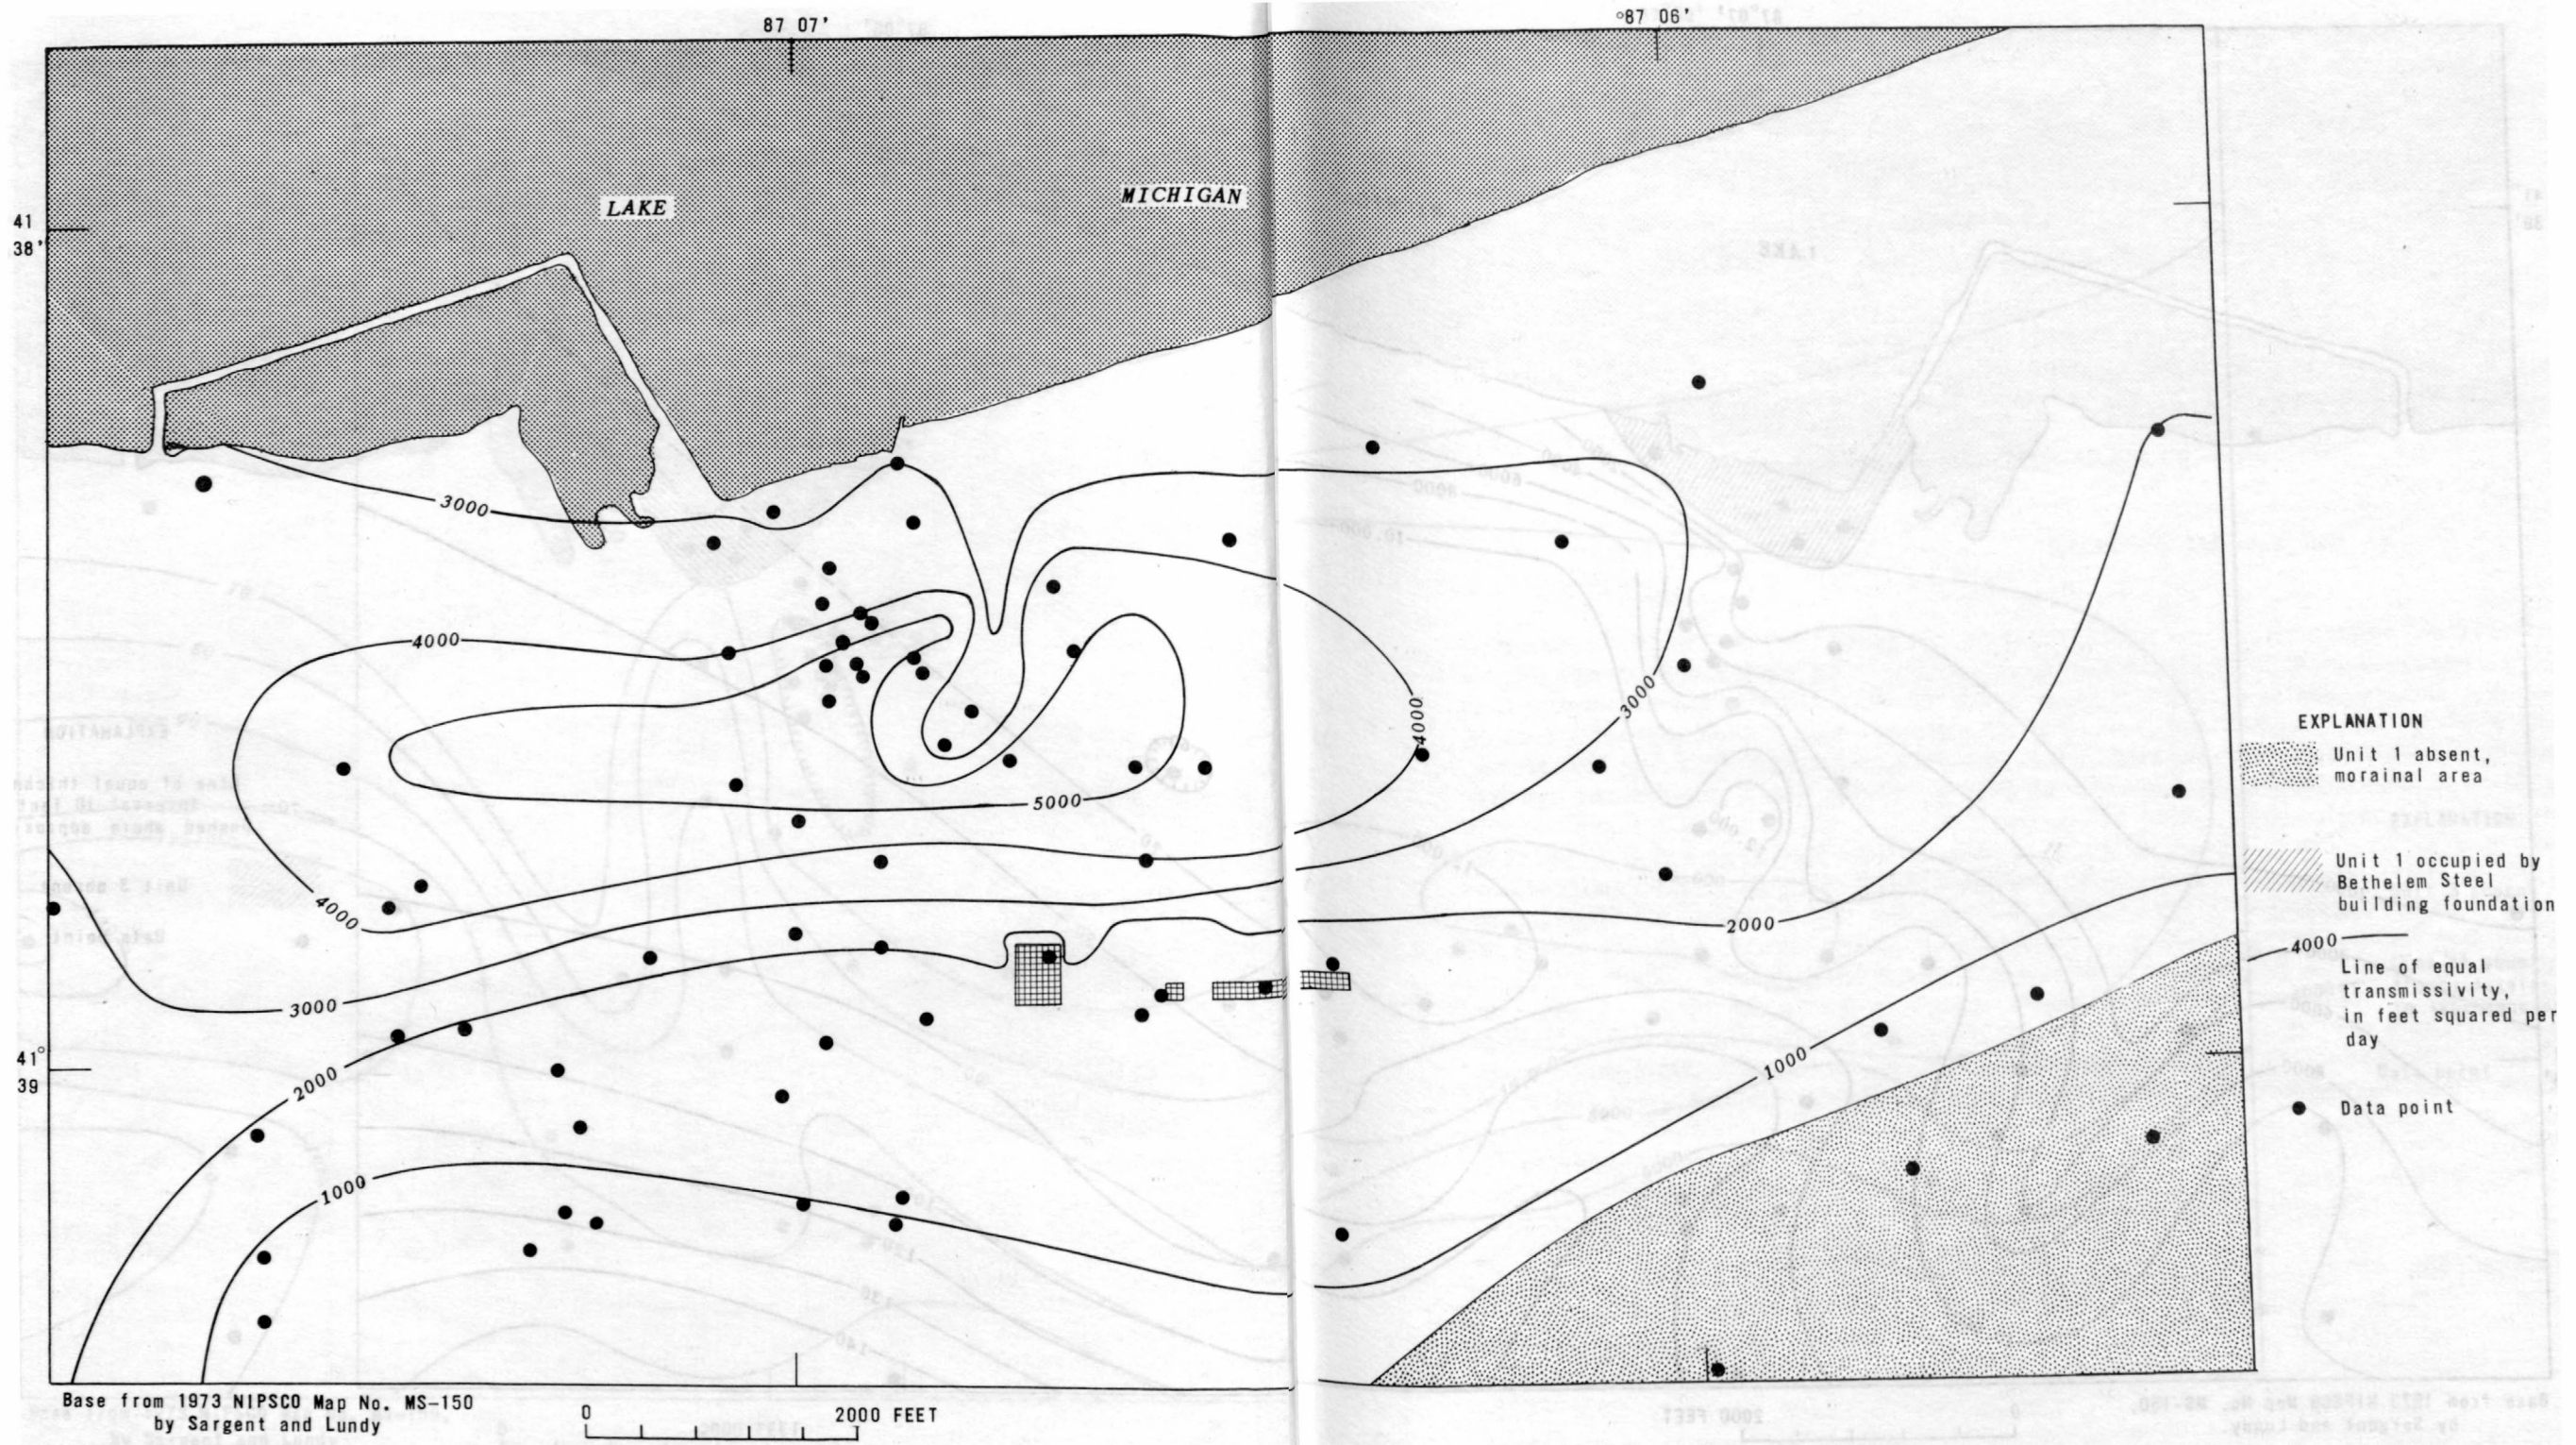 87 07'
°87 06'
LAKE
MICHIGAN
41
38'
3000
4000
4000
3000
5000
4000
3000
2000
41°
39
2000
1000
1000
EXPLANATION
Unit 1 absent,
morainal area
Unit 1 occupied by
Bethelem Steel
building foundation
4000
Line of equal
transmissivity,
in feet squared per
day
Data point
Base from 1973 NIPSCO Map No. MS-150
by Sargent and Lundy
0
2000 FEET